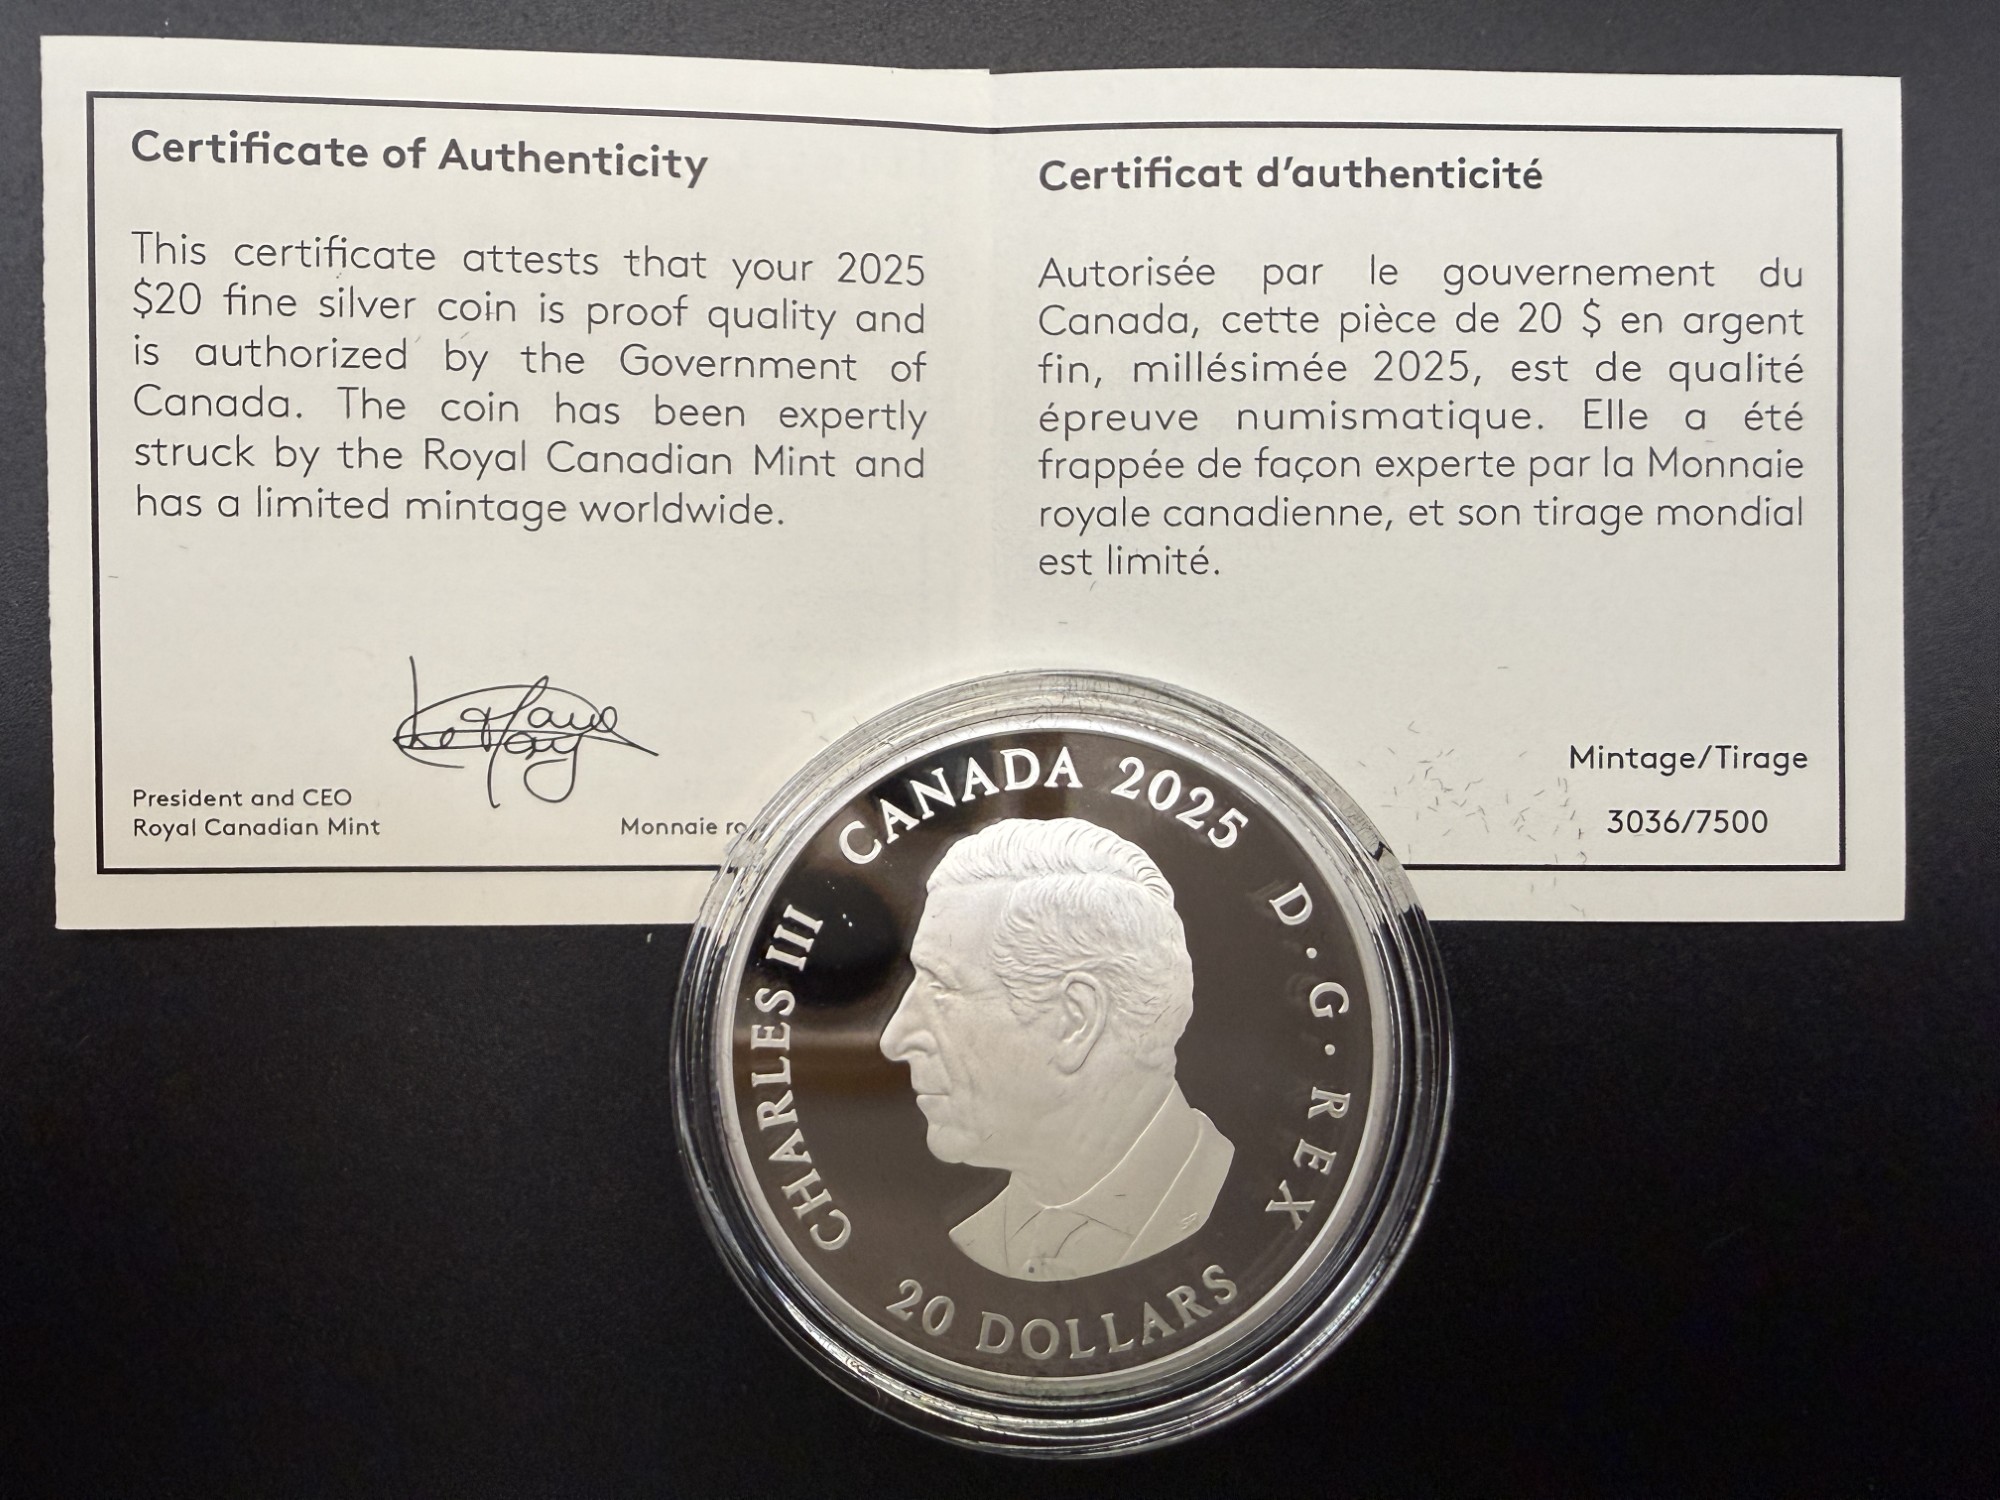 Certificate of Authenticity
This certificate attests that your 2025
$20 fine silver coin is proof quality and
is authorized by the Government of
Canada. The coin has been expertly
struck by the Royal Canadian Mint and
has a limited mintage worldwide.
President and CEO
Royal Canadian Mint
Monnaie
Certificat d'authenticité
Autorisée par le gouvernement du
Canada, cette pièce de 20 $ en argent
fin, millésimée 2025, est de qualité
épreuve numismatique. Elle a été
frappée de façon experte par la Monnaie
royale canadienne, et son tirage mondial
est limité.
Mintage/Tirage
3036/7500
CHARLES III CANADA 2025 D·G·REX
20 DOLLARS